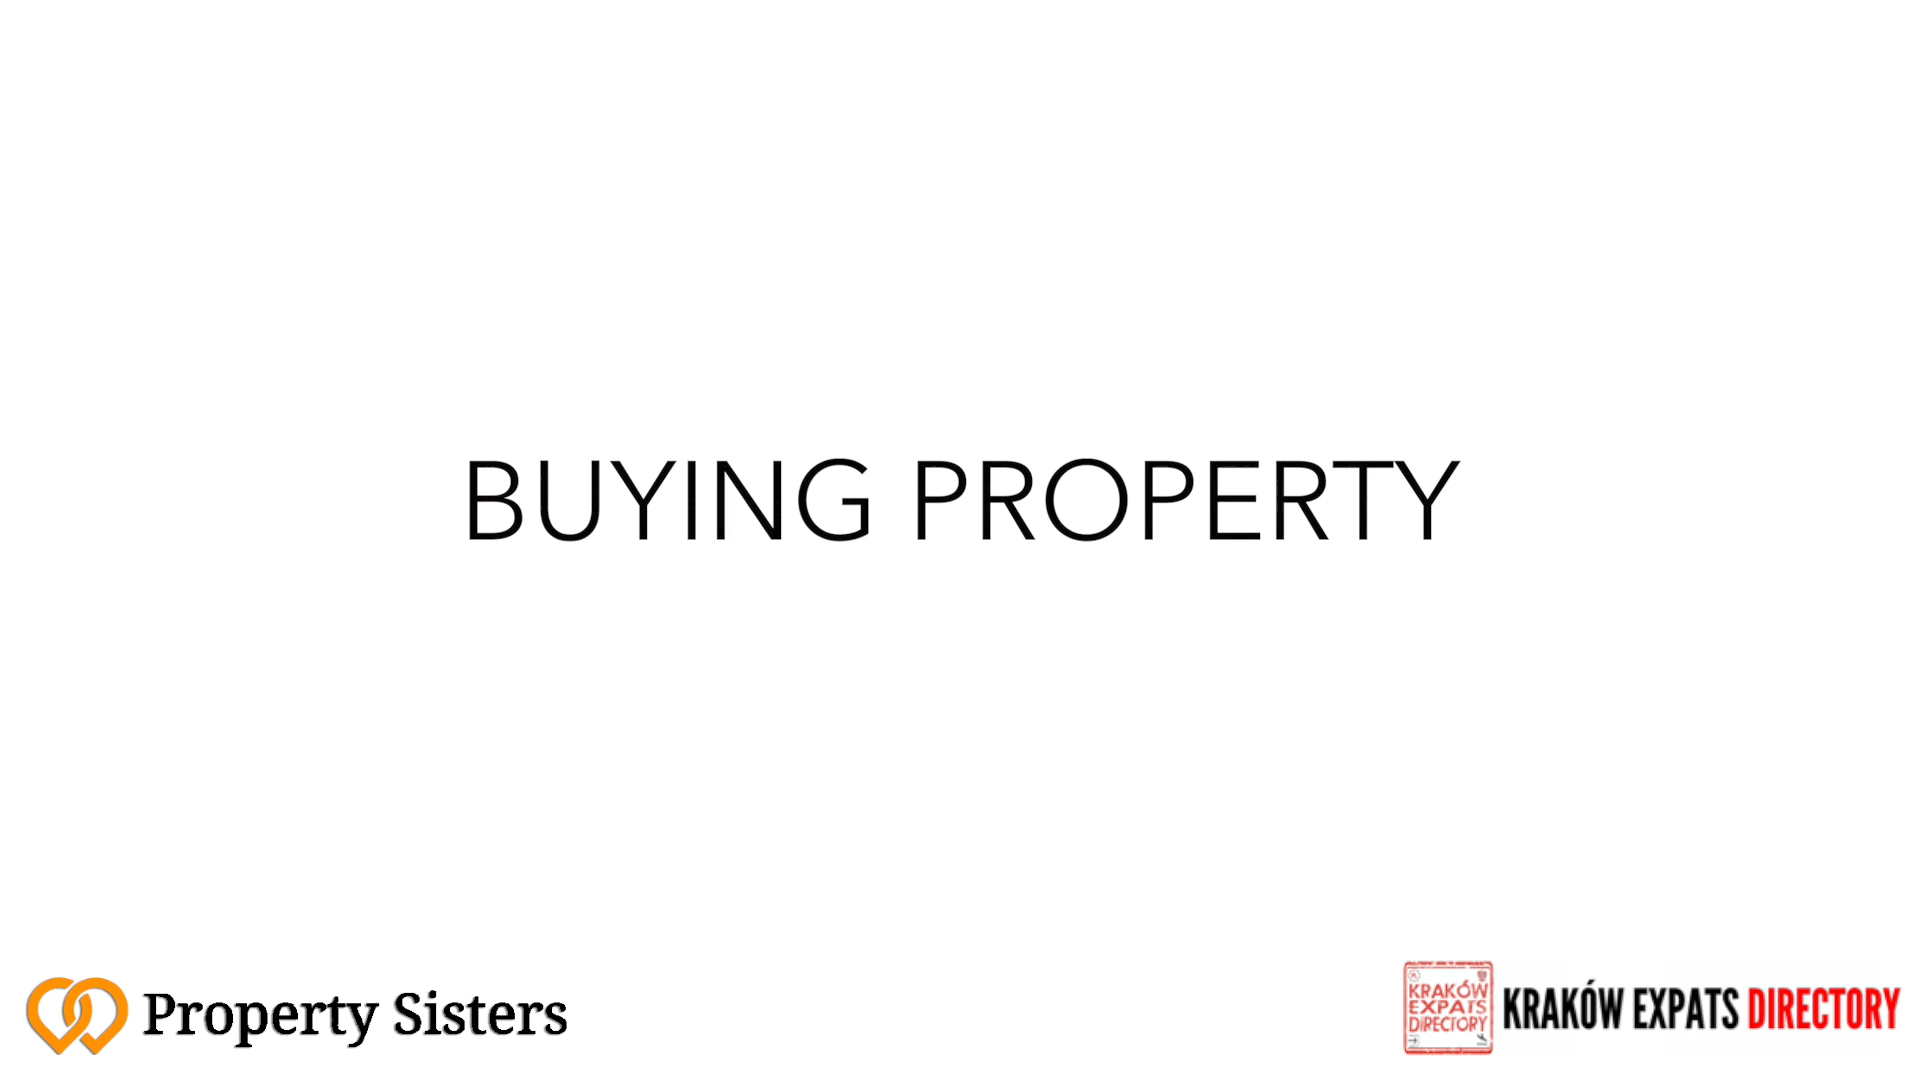 BUYING PROPERTY
Property Sisters
KRAKÓW
EXPATS
DIRECTORY
KRAKÓW EXPATS DIRECTORY